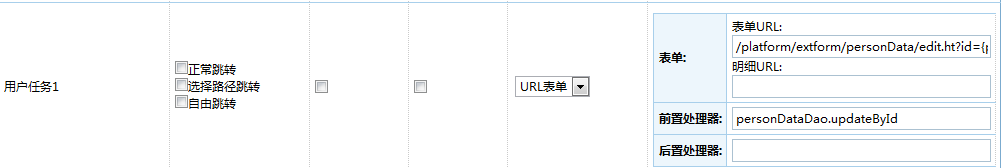 用户任务1
正常跳转
选择路径跳转
自由跳转
URL表单
表单:
表单URL:
/platform/extform/personData/edit.ht?id={
明细URL:
前置处理器:
personDataDao.updateById
后置处理器: